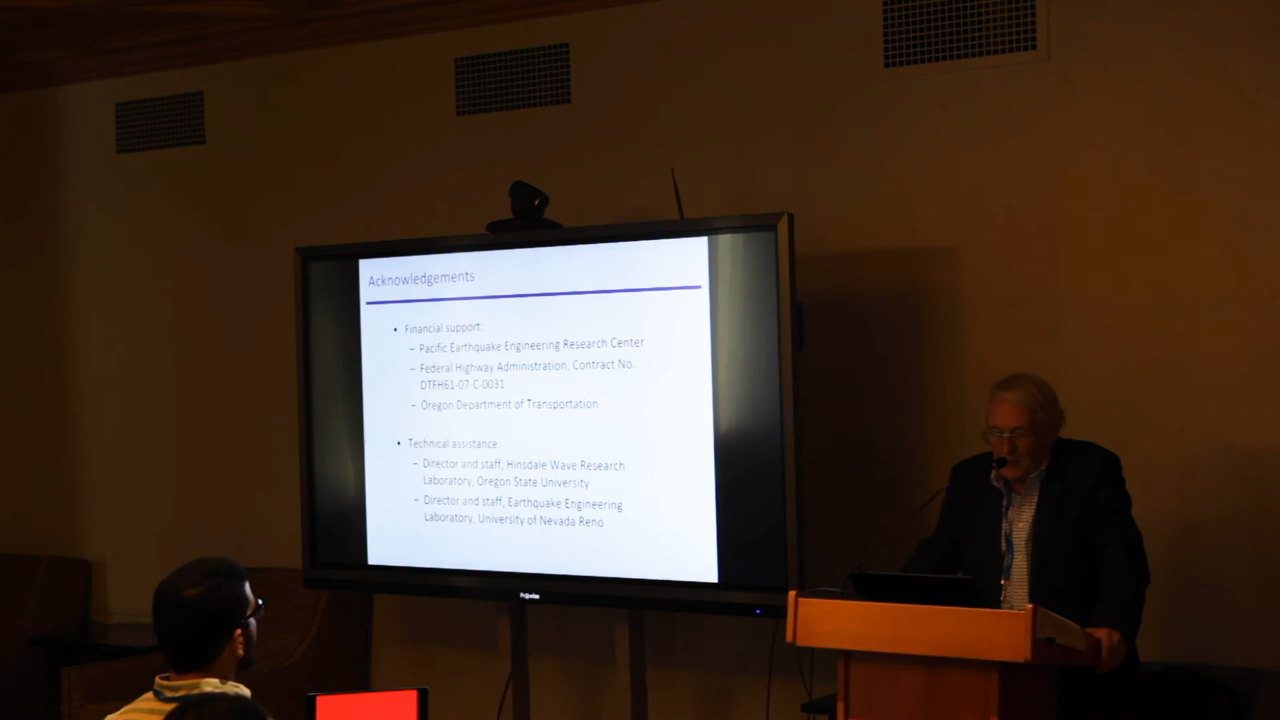 Acknowledgements
• Financial support:
– Pacific Earthquake Engineering Research Center
– Federal Highway Administration, Contract No.
DTFH61-07-C-0031
– Oregon Department of Transportation
• Technical assistance:
– Director and staff, Hinsdale Wave Research
Laboratory, Oregon State University
– Director and staff, Earthquake Engineering
Laboratory, University of Nevada Reno